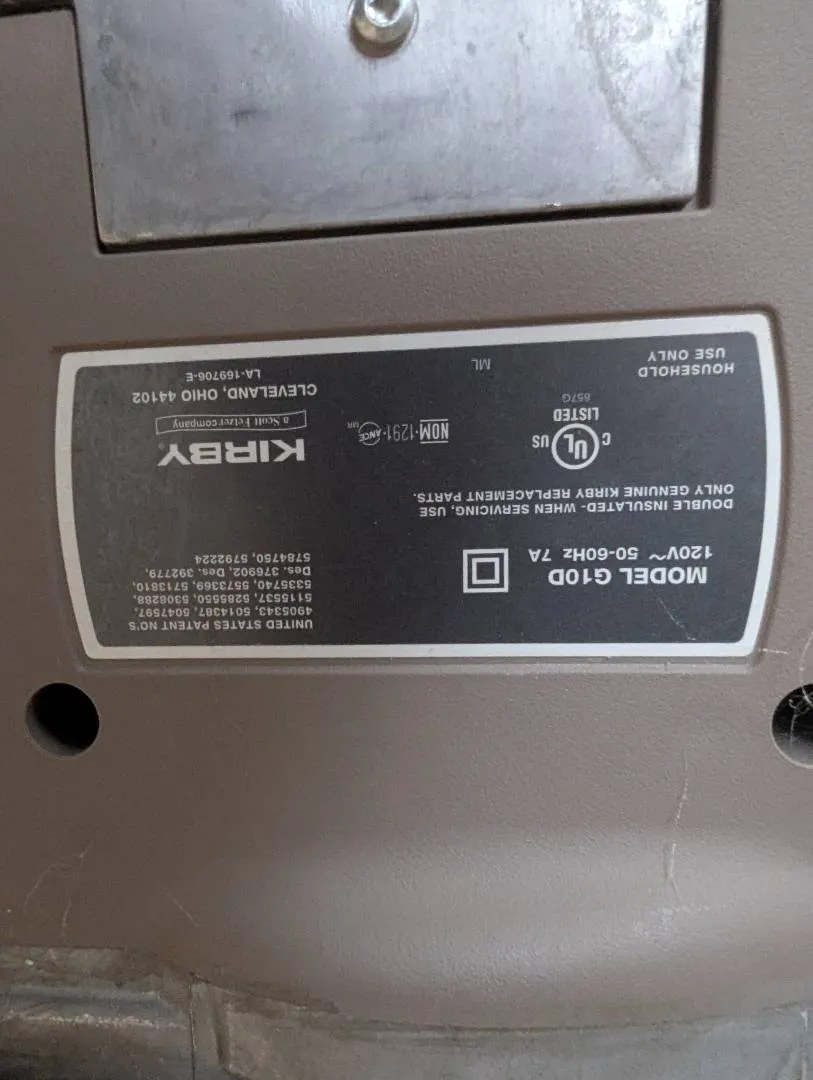 MODEL G10D
120V~ 50-60Hz 7A
DOUBLE INSULATED- WHEN SERVICING, USE
ONLY GENUINE KIRBY REPLACEMENT PARTS.
C UL US
LISTED
857G
NOM-1291-ANCE
MR
HOUSEHOLD
USE ONLY
ML
UNITED STATES PATENT NO'S
4905343, 5014387, 5047597,
5115537, 5285550, 5308288,
5335740, 5573369, 5713810,
Des. 376902, Des. 392779,
5784750, 5792224
KIRBY
a Scott Fetzer company
CLEVELAND, OHIO 44102
LA-169706-E